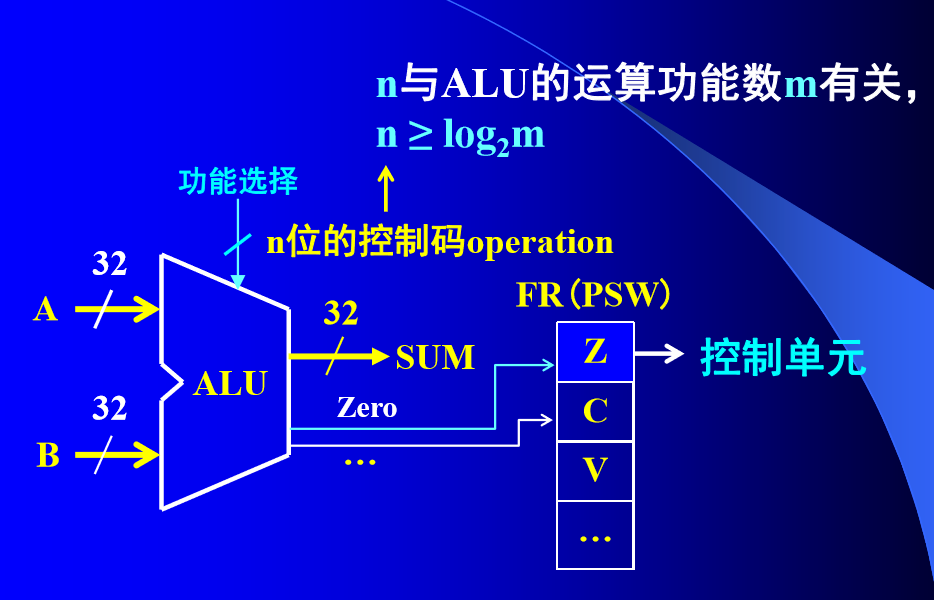 n与ALU的运算功能数m有关，
n ≥ log₂m
功能选择
n位的控制码operation
32
A
32
B
ALU
32
SUM
Zero
…
FR(PSW)
Z
C
V
…
控制单元